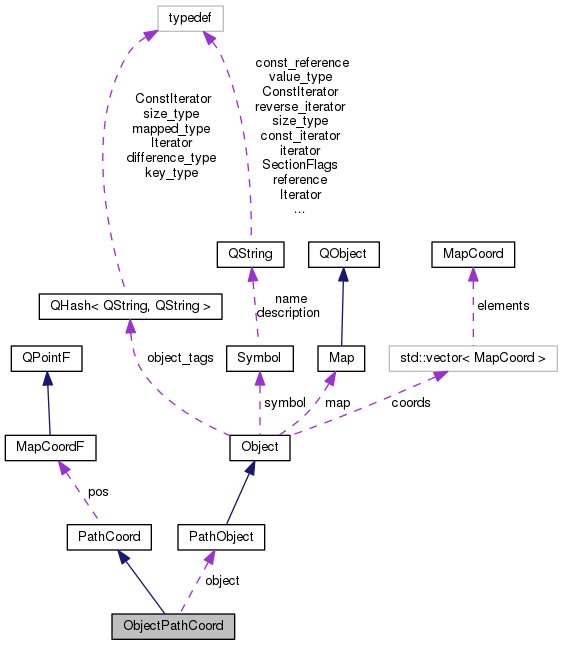 typedef
ConstIterator
size_type
mapped_type
Iterator
difference_type
key_type
const_reference
value_type
ConstIterator
reverse_iterator
size_type
const_iterator
iterator
SectionFlags
reference
Iterator
...
QString
QObject
MapCoord
QHash< QString, QString >
name
description
elements
QPointF
object_tags
Symbol
Map
std::vector< MapCoord >
symbol
map
coords
MapCoordF
Object
pos
PathCoord
PathObject
object
ObjectPathCoord